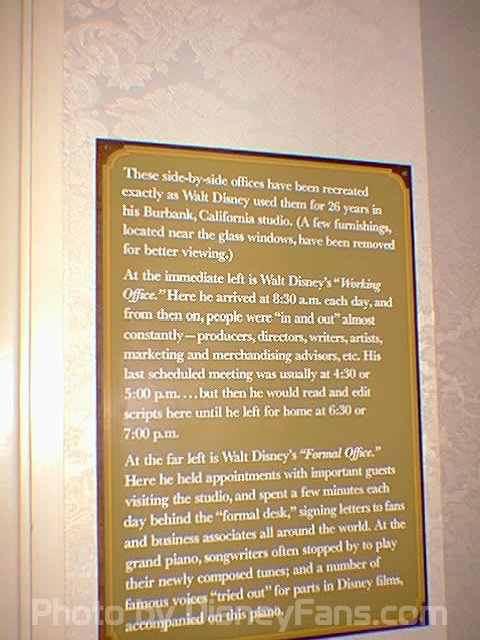 These side-by-side offices have been recreated
exactly as Walt Disney used them for 26 years in
his Burbank, California studio. (A few furnishings,
located near the glass windows, have been removed
for better viewing.)
At the immediate left is Walt Disney's "Working
Office." Here he arrived at 8:30 a.m. each day, and
from then on, people were "in and out" almost
constantly—producers, directors, writers, artists,
marketing and merchandising advisors, etc. His
last scheduled meeting was usually at 4:30 or
5:00 p.m. . . . but then he would read and edit
scripts here until he left for home at 6:30 or
7:00 p.m.
At the far left is Walt Disney's "Formal Office."
Here he held appointments with important guests
visiting the studio, and spent a few minutes each
day behind the "formal desk," signing letters to fans
and business associates all around the world. At the
grand piano, songwriters often stopped by to play
their newly composed tunes; and a number of
famous voices "tried out" for parts in Disney films,
accompanied on this piano.
Photo by DisneyFans.com